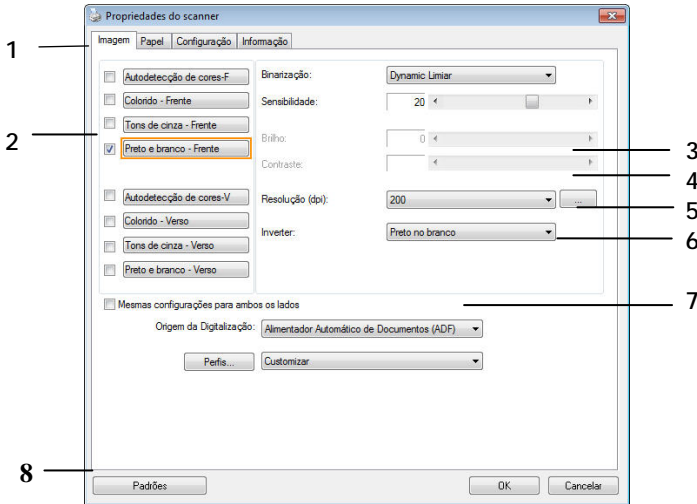 Propriedades do scanner
Imagem Papel Configuração Informação
1
Autodetecção de cores-F
Colorido - Frente
Tons de cinza - Frente
Preto e branco - Frente
2
Autodetecção de cores-V
Colorido - Verso
Tons de cinza - Verso
Preto e branco - Verso
Binarização: Dynamic Limiar
Sensibilidade: 20
Brilho: 0
3
Contraste:
4
Resolução (dpi): 200 ...
5
Inverter: Preto no branco
6
Mesmas configurações para ambos os lados
7
Origem da Digitalização: Alimentador Automático de Documentos (ADF)
Perfis... Customizar
8
Padrões OK Cancelar